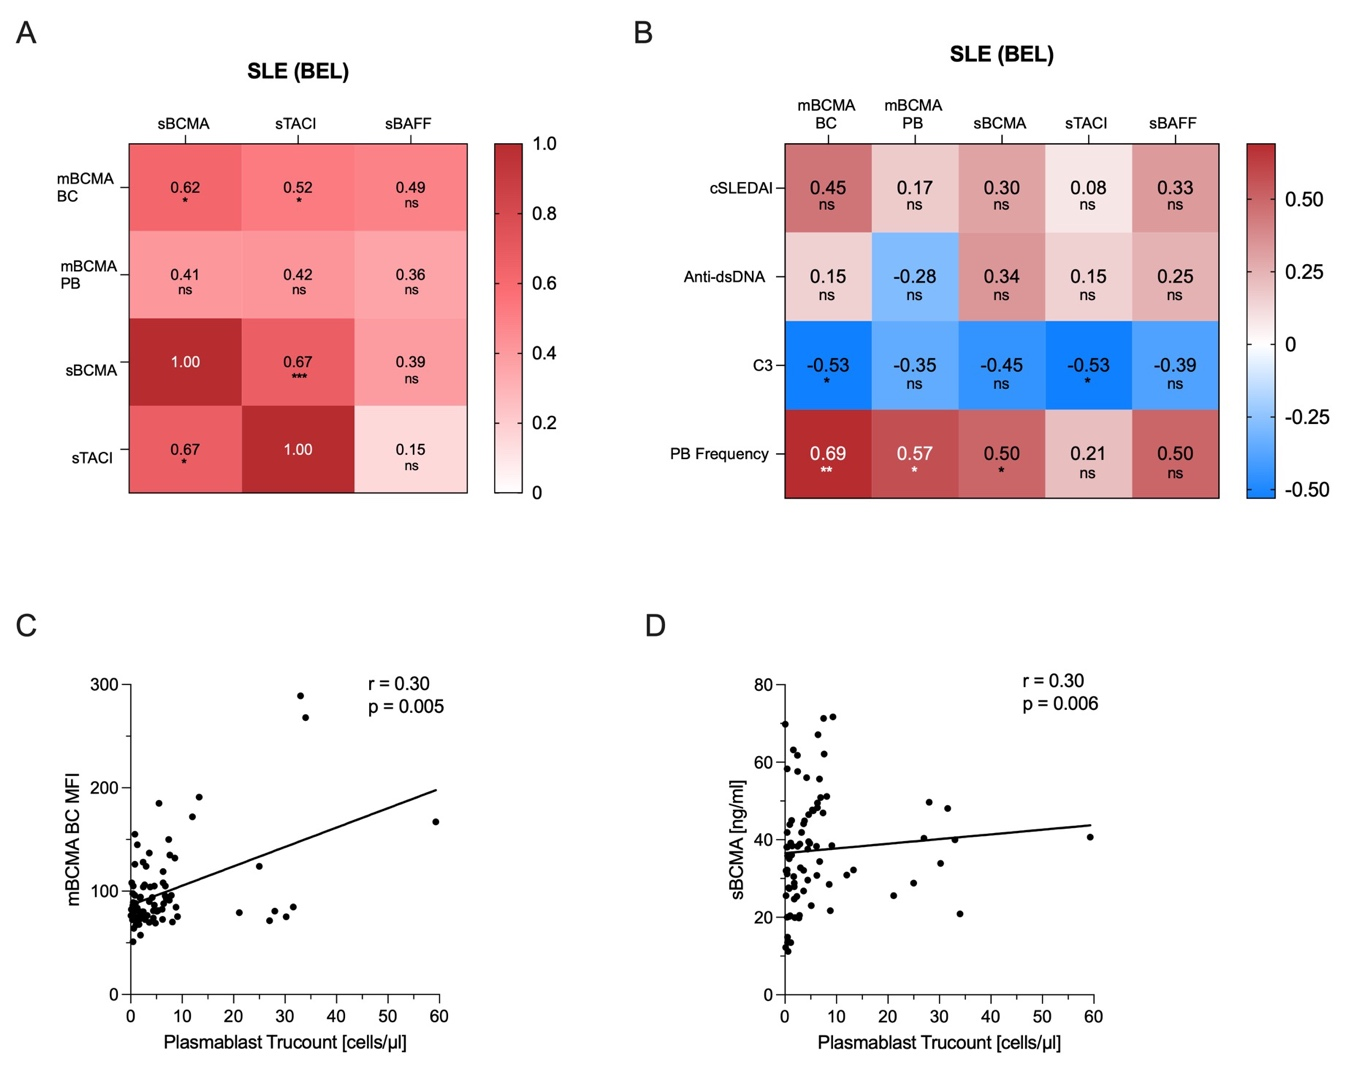 A
SLE (BEL)
sBCMA sTACI sBAFF
mBCMA
BC
0.62 0.52 0.49
* * ns
mBCMA
PB
0.41 0.42 0.36
ns ns ns
sBCMA
1.00 0.67 0.39
*** ns
sTACI
0.67 1.00 0.15
* ns
1.0
0.8
0.6
0.4
0.2
0
B
SLE (BEL)
mBCMA mBCMA
BC PB sBCMA sTACI sBAFF
cSLEDAI 0.45 0.17 0.30 0.08 0.33
ns ns ns ns ns
Anti-dsDNA 0.15 -0.28 0.34 0.15 0.25
ns ns ns ns ns
C3 -0.53 -0.35 -0.45 -0.53 -0.39
* ns ns * ns
PB Frequency 0.69 0.57 0.50 0.21 0.50
** * * ns ns
0.50
0.25
0
-0.25
-0.50
C
r = 0.30
p = 0.005
mBCMA BC MFI
300
200
100
0
0 10 20 30 40 50 60
Plasmablast Trucount [cells/µl]
D
r = 0.30
p = 0.006
sBCMA [ng/ml]
80
60
40
20
0
0 10 20 30 40 50 60
Plasmablast Trucount [cells/µl]